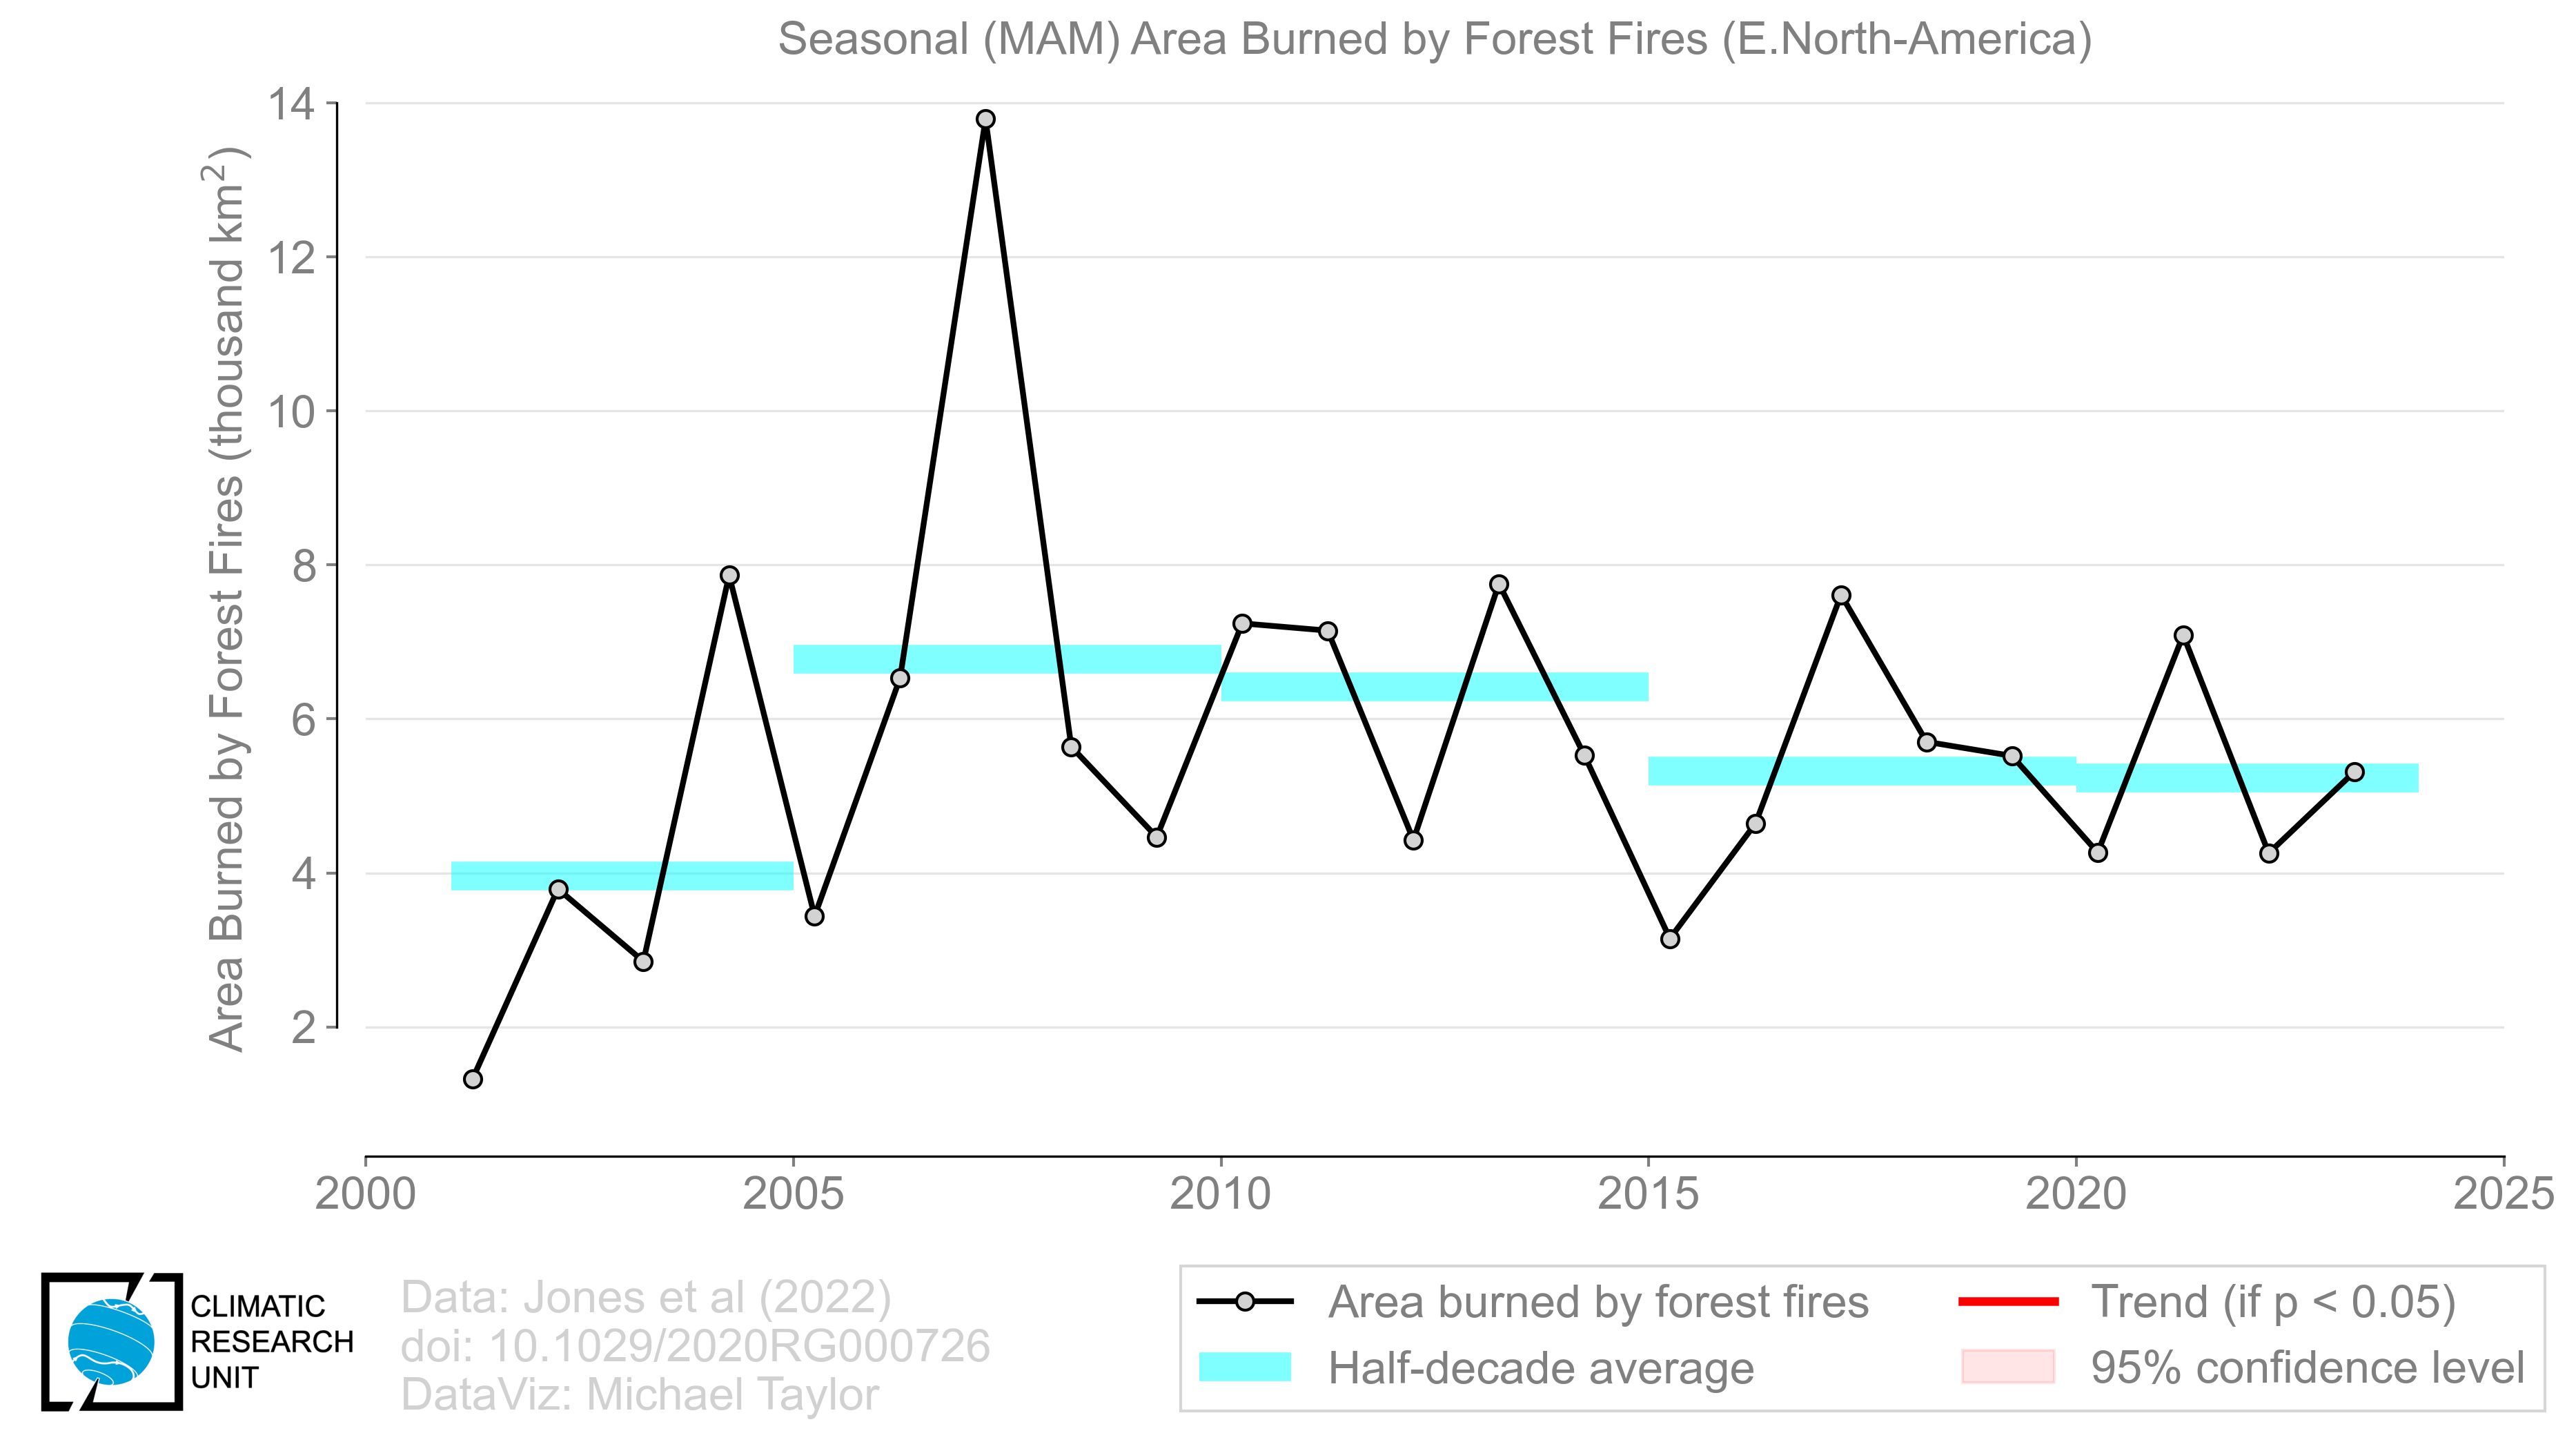 Seasonal (MAM) Area Burned by Forest Fires (E.North-America)
Area Burned by Forest Fires (thousand km²)
14
12
10
8
6
4
2
2000
2005
2010
2015
2020
2025
CLIMATIC
RESEARCH
UNIT
Data: Jones et al (2022)
doi: 10.1029/2020RG000726
DataViz: Michael Taylor
Area burned by forest fires
Half-decade average
Trend (if p < 0.05)
95% confidence level